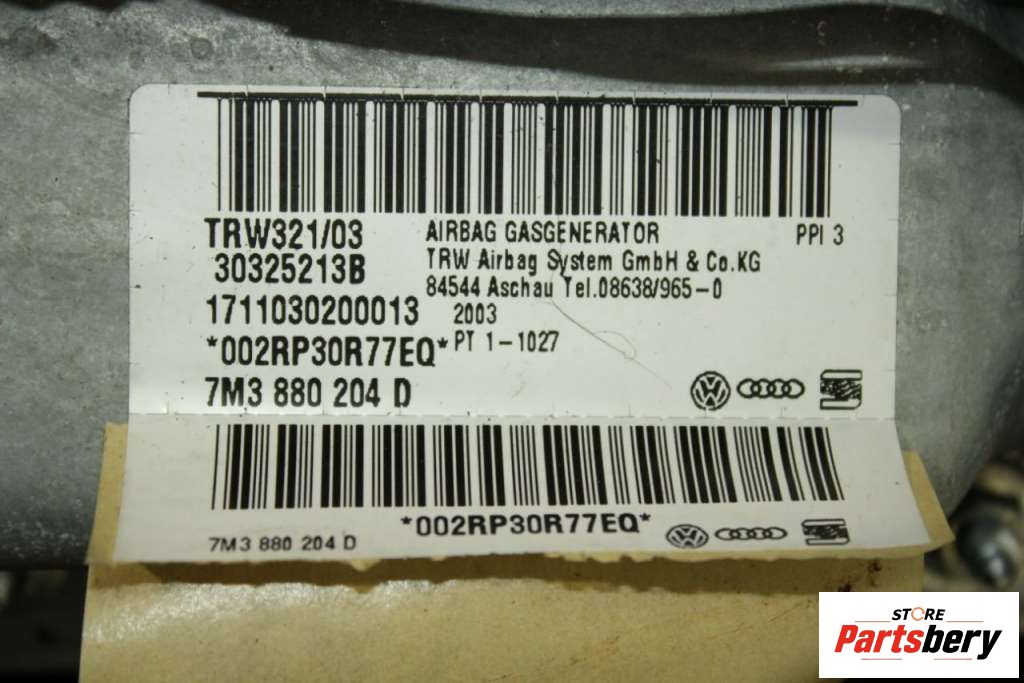 TRW321/03
30325213B
1711030200013
*002RP30R77EQ*
7M3 880 204 D
AIRBAG GASGENERATOR PPI 3
TRW Airbag System GmbH & Co.KG
84544 Aschau Tel.08638/965-0
2003
PT 1-1027
*002RP30R77EQ*
7M3 880 204 D
STORE
Partsbery